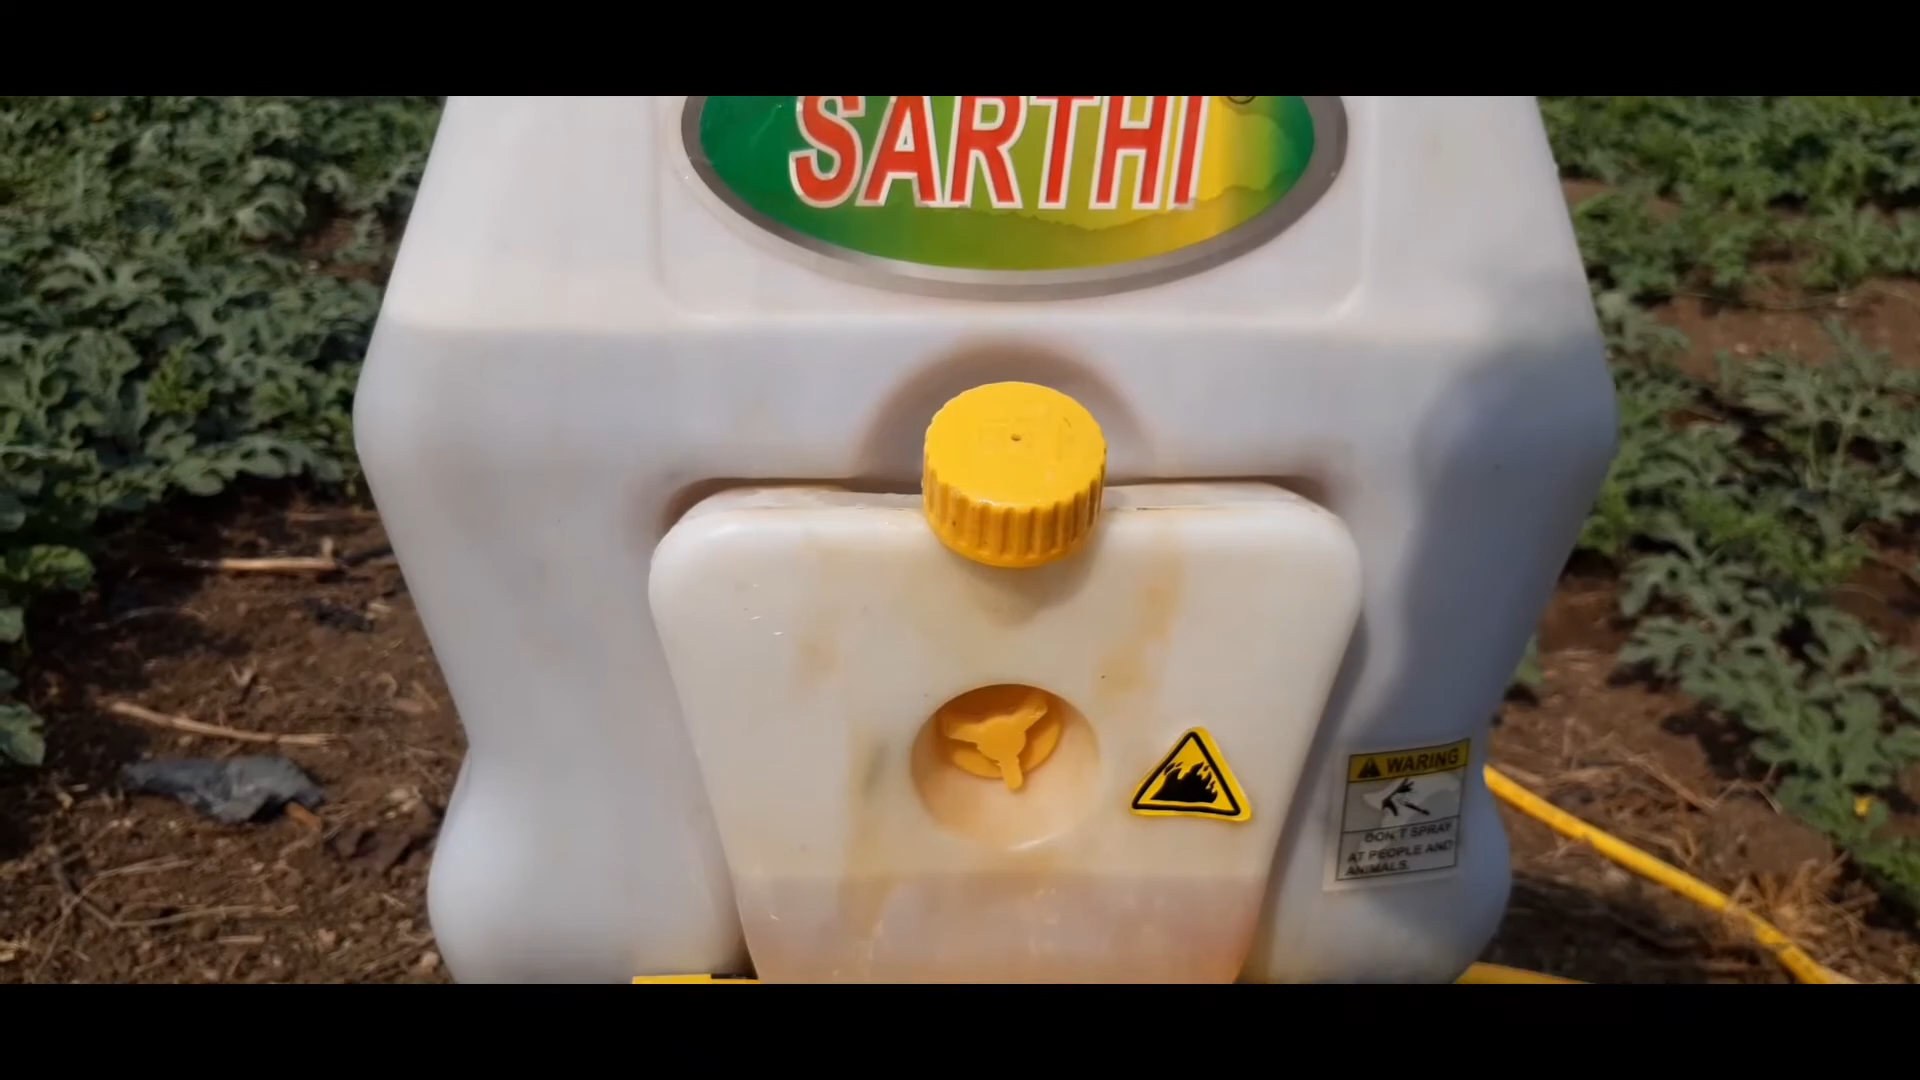 SARTHI
WARING
DON'T SPRAY
AT PEOPLE AND
ANIMALS.